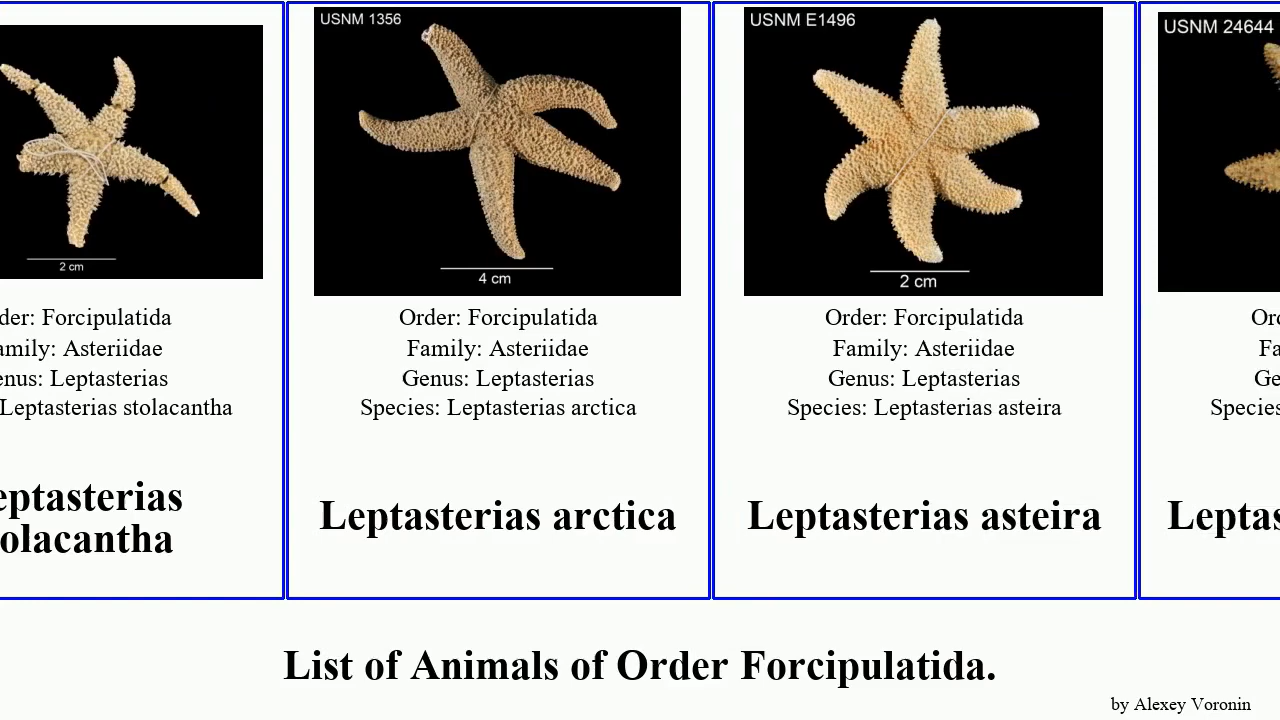 2 cm
der: Forcipulatida
amily: Asteriidae
enus: Leptasterias
Leptasterias stolacantha
eptasterias
olacantha
USNM 1356
4 cm
Order: Forcipulatida
Family: Asteriidae
Genus: Leptasterias
Species: Leptasterias arctica
Leptasterias arctica
USNM E1496
2 cm
Order: Forcipulatida
Family: Asteriidae
Genus: Leptasterias
Species: Leptasterias asteira
Leptasterias asteira
USNM 24644
Ord
Fa
Ge
Species
Leptas
List of Animals of Order Forcipulatida.
by Alexey Voronin